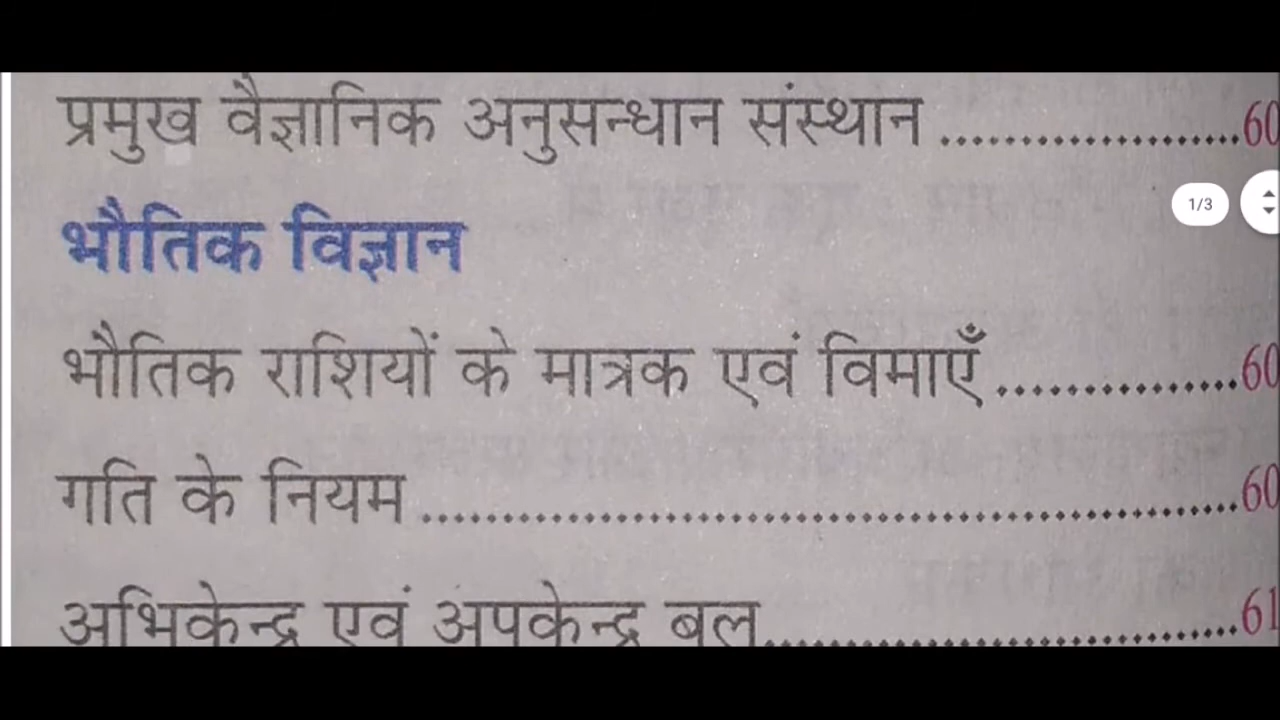 प्रमुख वैज्ञानिक अनुसन्धान संस्थान ................... 60
1/3
भौतिक विज्ञान
भौतिक राशियों के मात्रक एवं विमाएँ ............... 60
गति के नियम .................................................. 60
अभिकेन्द्र एवं अपकेन्द्र बल ............................. 61